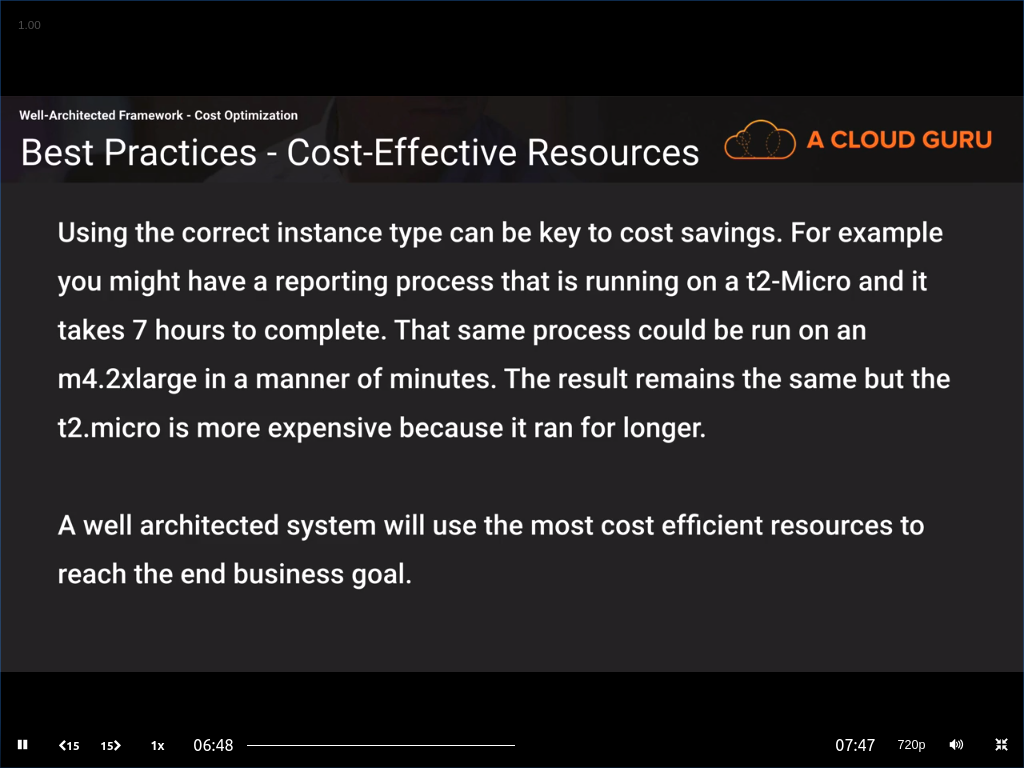 1.00
Well-Architected Framework - Cost Optimization
Best Practices - Cost-Effective Resources
A CLOUD GURU
Using the correct instance type can be key to cost savings. For example
you might have a reporting process that is running on a t2-Micro and it
takes 7 hours to complete. That same process could be run on an
m4.2xlarge in a manner of minutes. The result remains the same but the
t2.micro is more expensive because it ran for longer.
A well architected system will use the most cost efficient resources to
reach the end business goal.
15 15 1x 06:48 07:47 720p